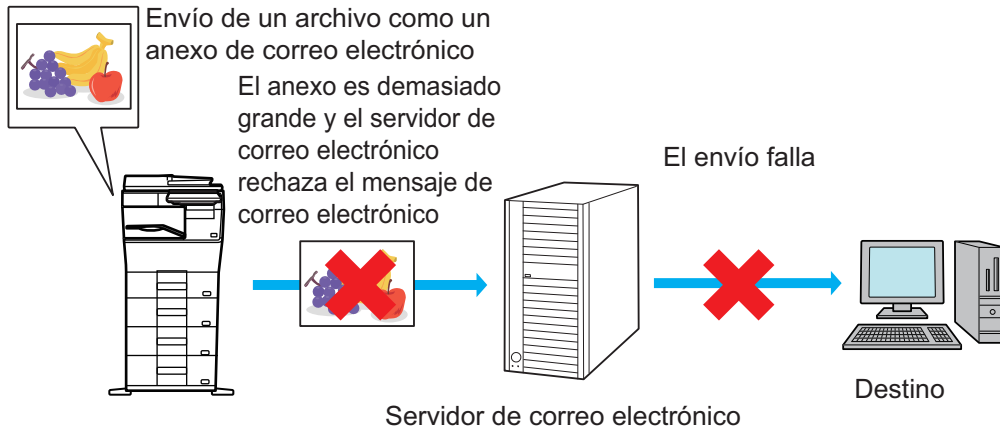 Envío de un archivo como un
anexo de correo electrónico
El anexo es demasiado
grande y el servidor de
correo electrónico
rechaza el mensaje de
correo electrónico
El envío falla
Destino
Servidor de correo electrónico